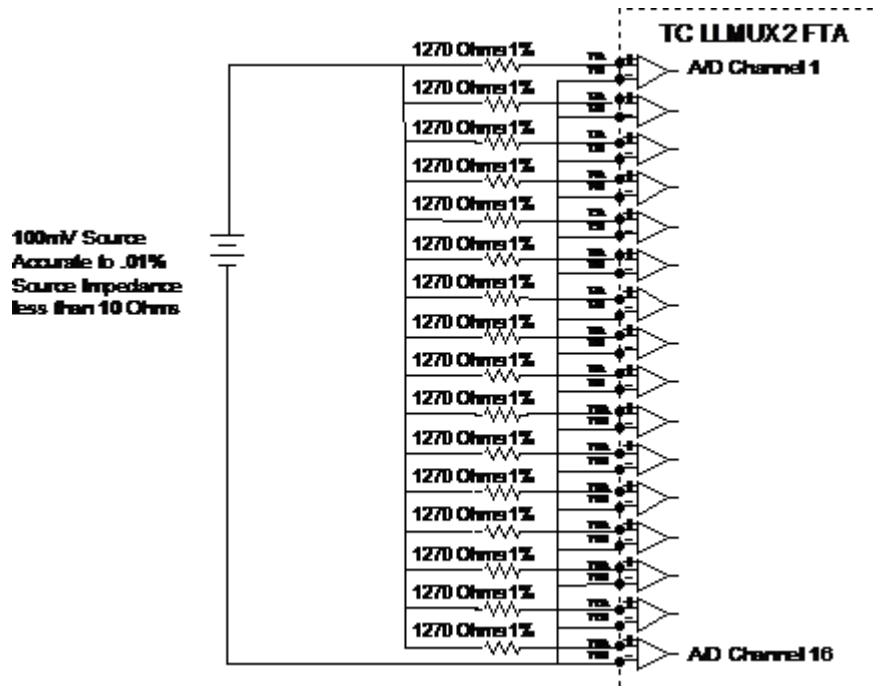 TC LLMUX2 FTA
1270 Ohms 1%
A/D Channel 1
1270 Ohms 1%
1270 Ohms 1%
1270 Ohms 1%
1270 Ohms 1%
100mV Source
Accurate to .01%
Source Impedance
less than 10 Ohms
1270 Ohms 1%
1270 Ohms 1%
1270 Ohms 1%
1270 Ohms 1%
1270 Ohms 1%
1270 Ohms 1%
1270 Ohms 1%
1270 Ohms 1%
1270 Ohms 1%
1270 Ohms 1%
1270 Ohms 1%
A/D Channel 16